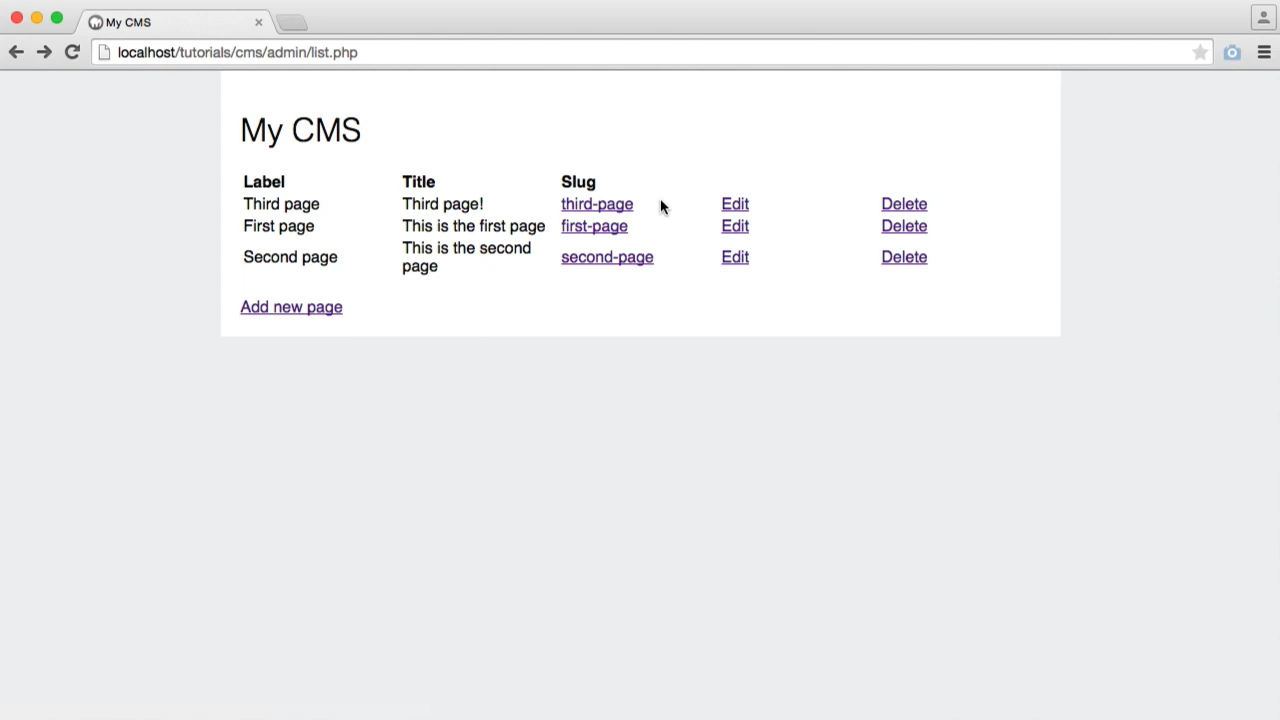 My CMS
localhost/tutorials/cms/admin/list.php
My CMS
Label Title Slug
Third page Third page! third-page Edit Delete
First page This is the first page first-page Edit Delete
Second page This is the second page second-page Edit Delete
Add new page